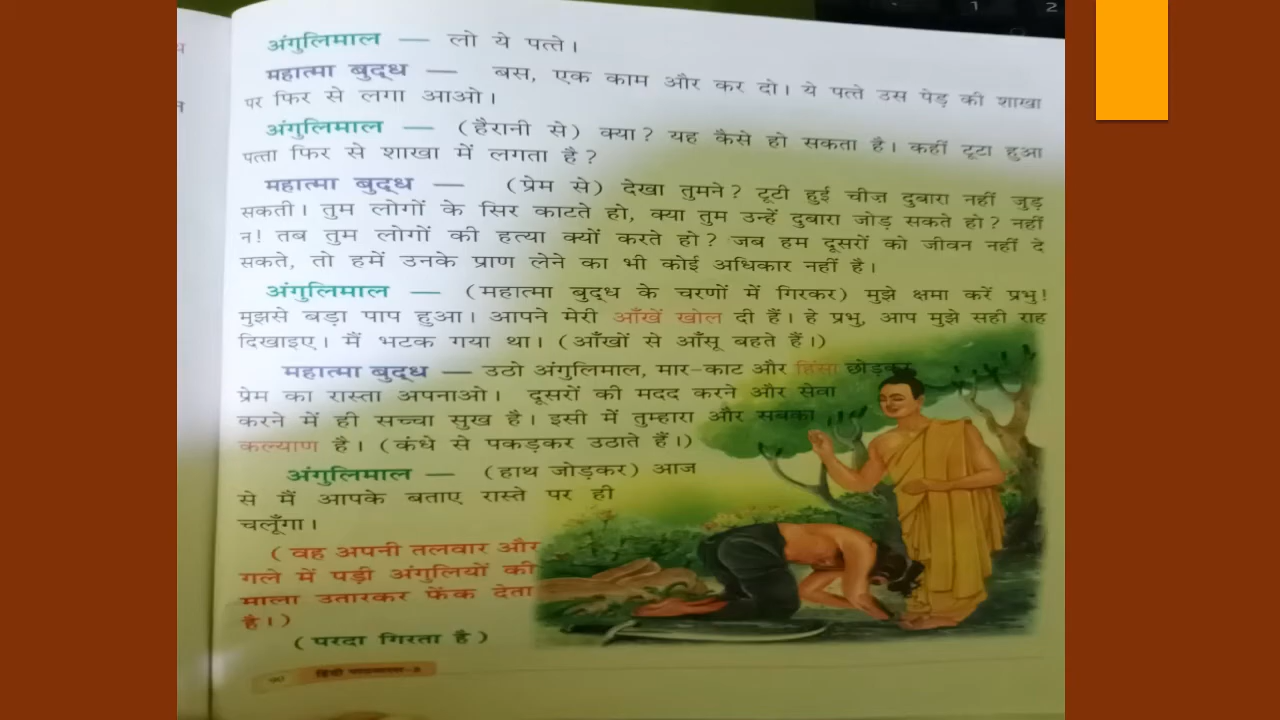 1 2
अंगुलिमाल — लो ये पत्ते।
महात्मा बुद्ध — बस, एक काम और कर दो। ये पत्ते उस पेड़ की शाखा
पर फिर से लगा आओ।
अंगुलिमाल — (हैरानी से) क्या? यह कैसे हो सकता है। कहीं टूटा हुआ
पत्ता फिर से शाखा में लगता है?
महात्मा बुद्ध — (प्रेम से) देखा तुमने? टूटी हुई चीज़ दुबारा नहीं जुड़
सकती। तुम लोगों के सिर काटते हो, क्या तुम उन्हें दुबारा जोड़ सकते हो? नहीं
न! तब तुम लोगों की हत्या क्यों करते हो? जब हम दूसरों को जीवन नहीं दे
सकते, तो हमें उनके प्राण लेने का भी कोई अधिकार नहीं है।
अंगुलिमाल — (महात्मा बुद्ध के चरणों में गिरकर) मुझे क्षमा करें प्रभु!
मुझसे बड़ा पाप हुआ। आपने मेरी आँखें खोल दी हैं। हे प्रभु, आप मुझे सही राह
दिखाइए। मैं भटक गया था। (आँखों से आँसू बहते हैं।)
महात्मा बुद्ध — उठो अंगुलिमाल, मार-काट और हिंसा छोड़कर
प्रेम का रास्ता अपनाओ। दूसरों की मदद करने और सेवा
करने में ही सच्चा सुख है। इसी में तुम्हारा और सबका
कल्याण है। (कंधे से पकड़कर उठाते हैं।)
अंगुलिमाल — (हाथ जोड़कर) आज
से मैं आपके बताए रास्ते पर ही
चलूँगा।
(वह अपनी तलवार और
गले में पड़ी अंगुलियों की
माला उतारकर फेंक देता
है।)
(परदा गिरता है)
हिंदी